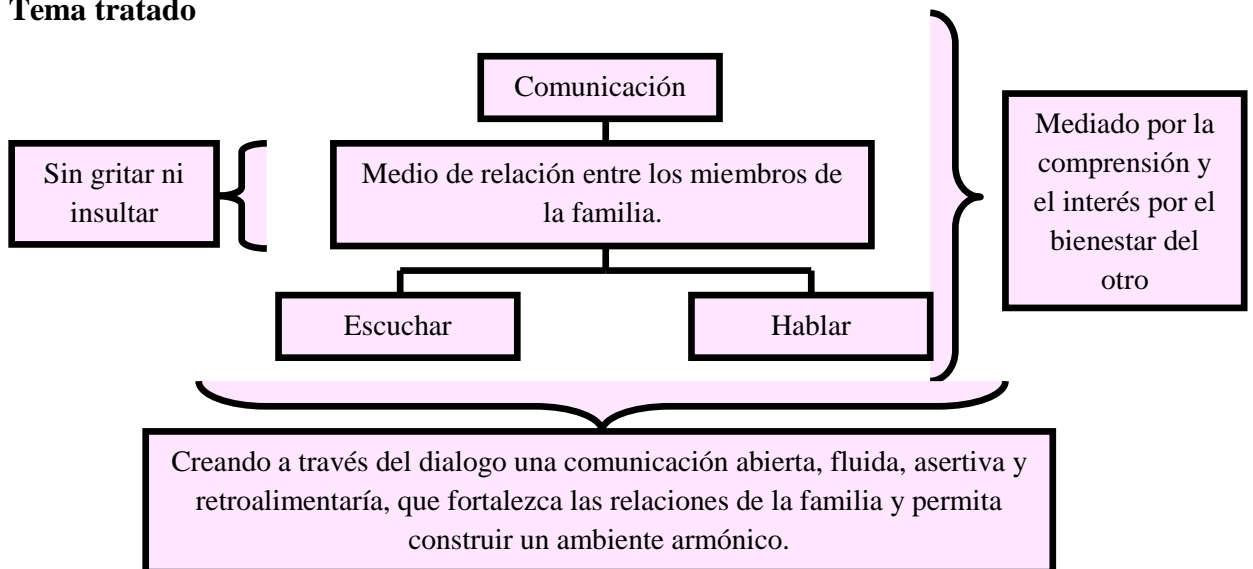 Tema tratado
Comunicación
Sin gritar ni
insultar
Medio de relación entre los miembros de
la familia.
Mediado por la
comprensión y
el interés por el
bienestar del
otro
Escuchar
Hablar
Creando a través del dialogo una comunicación abierta, fluida, asertiva y
retroalimentaría, que fortalezca las relaciones de la familia y permita
construir un ambiente armónico.